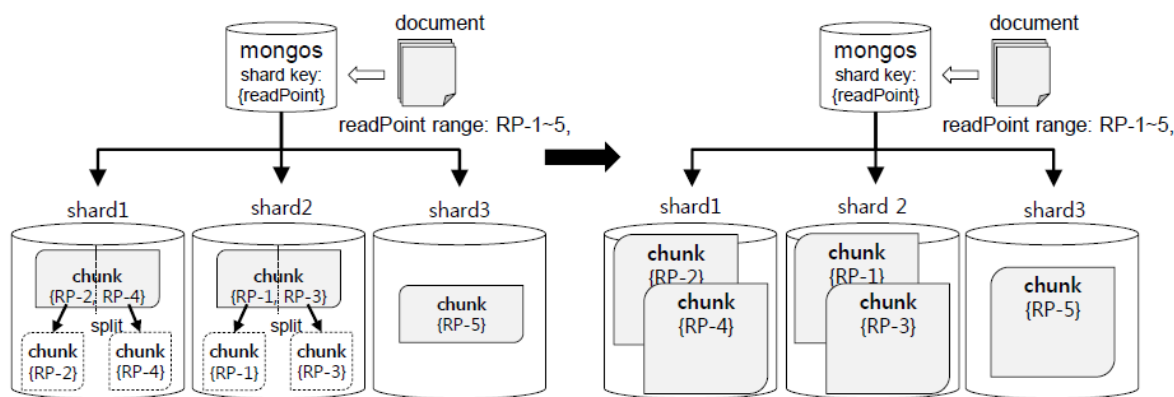 document
mongos
shard key:
{readPoint}
readPoint range: RP-1~5,
shard1
shard2
shard3
chunk
{RP-2, RP-4}
split
chunk
{RP-2}
chunk
{RP-4}
chunk
{RP-1, RP-3}
split
chunk
{RP-1}
chunk
{RP-3}
chunk
{RP-5}
document
mongos
shard key:
{readPoint}
readPoint range: RP-1~5,
shard1
shard 2
shard3
chunk
{RP-2}
chunk
{RP-4}
chunk
{RP-1}
chunk
{RP-3}
chunk
{RP-5}